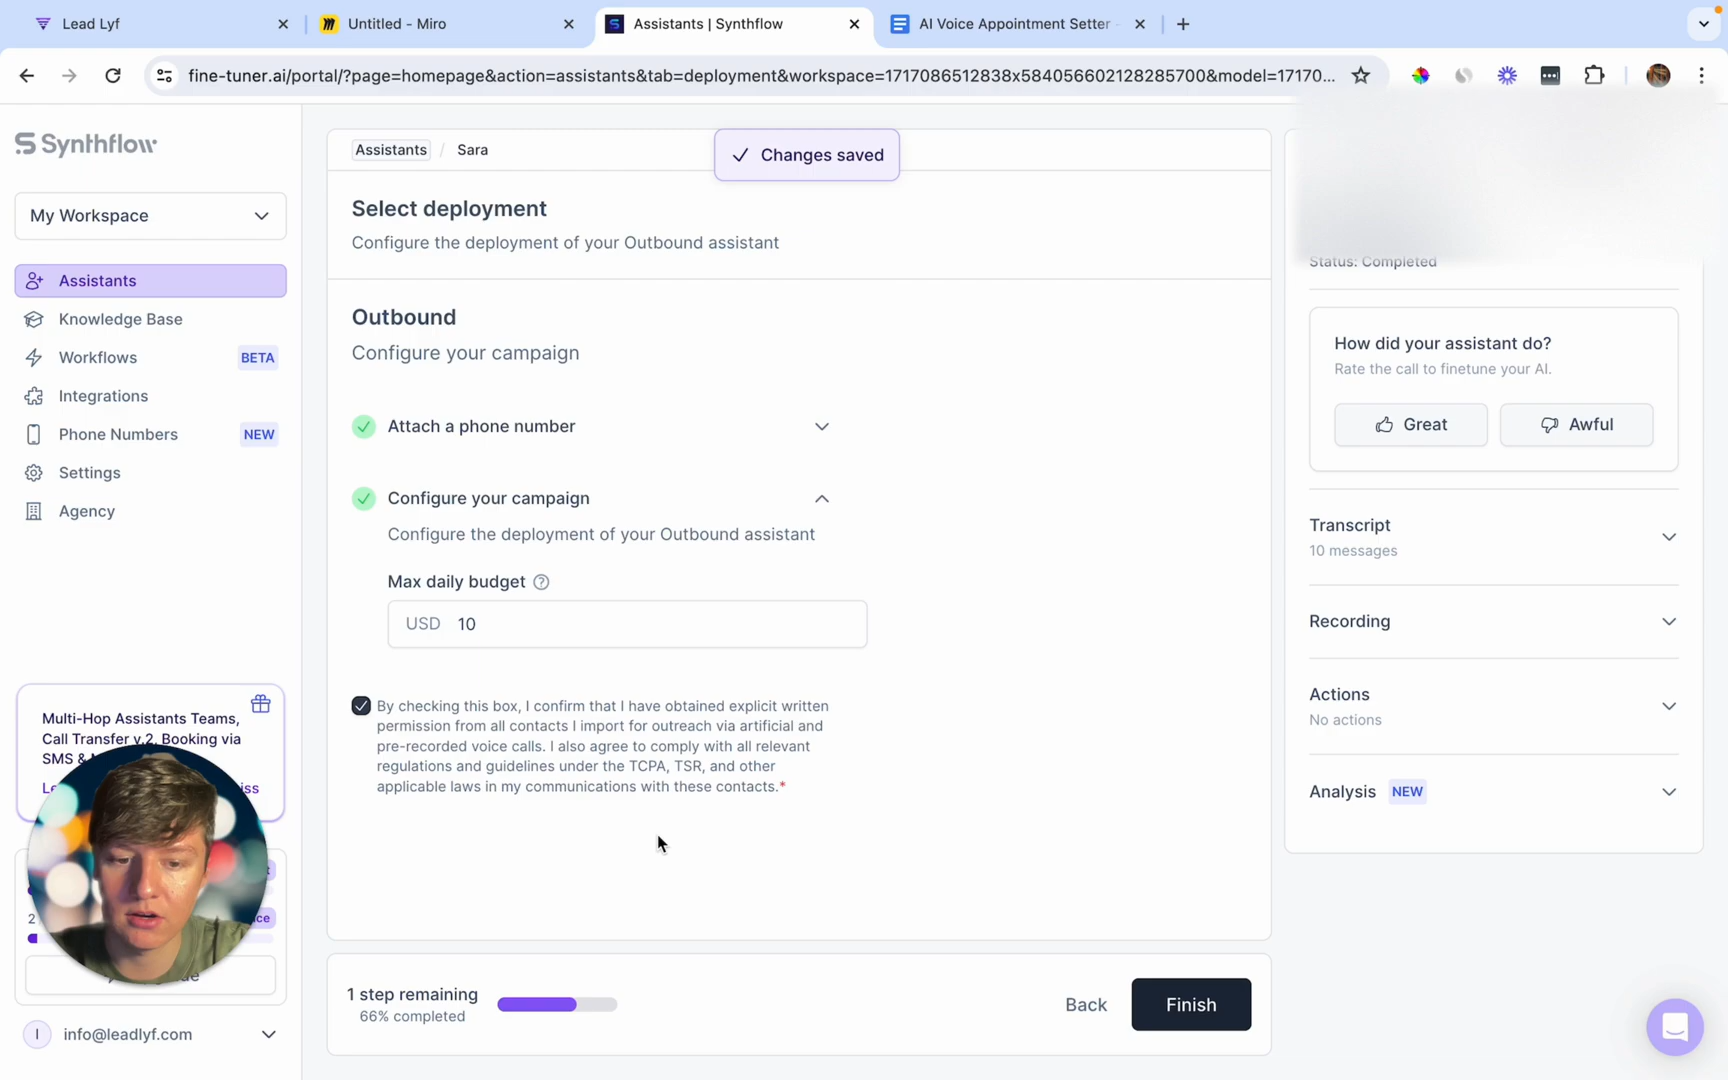 Lead Lyf
Untitled - Miro
Assistants | Synthflow
AI Voice Appointment Setter
fine-tuner.ai/portal/?page=homepage&action=assistants&tab=deployment&workspace=1717086512838x584056602128285700&model=17170...
Synthflow
My Workspace
Assistants
Knowledge Base
Workflows BETA
Integrations
Phone Numbers NEW
Settings
Agency
Multi-Hop Assistants Teams,
Call Transfer v.2, Booking via
SMS &
info@leadlyf.com
Assistants / Sara
Changes saved
Select deployment
Configure the deployment of your Outbound assistant
Outbound
Configure your campaign
Attach a phone number
Configure your campaign
Configure the deployment of your Outbound assistant
Max daily budget
USD 10
By checking this box, I confirm that I have obtained explicit written
permission from all contacts I import for outreach via artificial and
pre-recorded voice calls. I also agree to comply with all relevant
regulations and guidelines under the TCPA, TSR, and other
applicable laws in my communications with these contacts.*
1 step remaining
66% completed
Back
Finish
Status: Completed
How did your assistant do?
Rate the call to finetune your AI.
Great
Awful
Transcript
10 messages
Recording
Actions
No actions
Analysis NEW